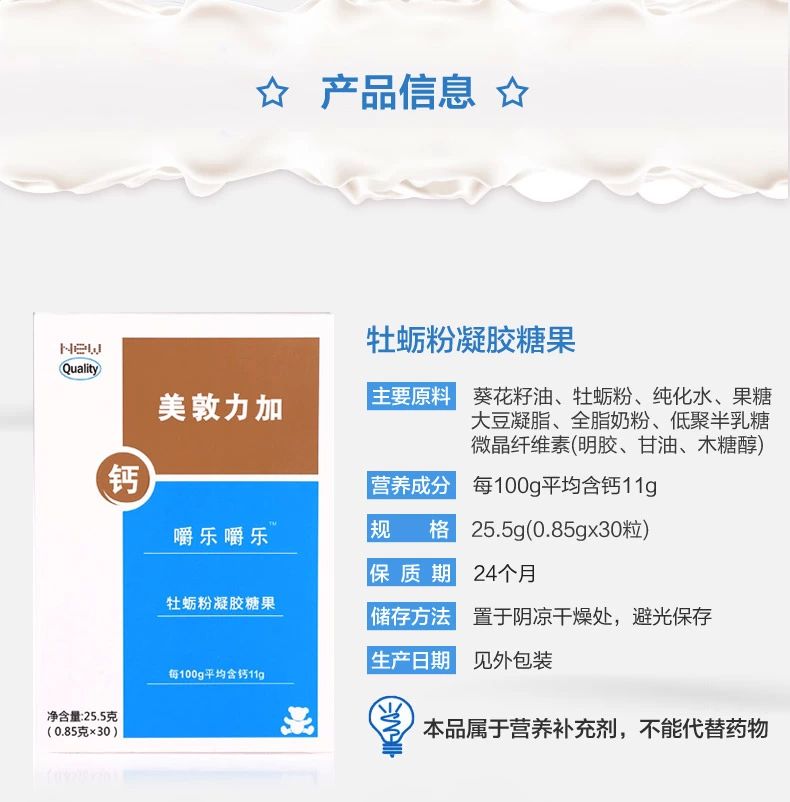 产品信息
New
Quality
美敦力加
钙
嚼乐嚼乐™
牡蛎粉凝胶糖果
每100g平均含钙11g
净含量:25.5克
(0.85克×30)
牡蛎粉凝胶糖果
主要原料 葵花籽油、牡蛎粉、纯化水、果糖
大豆凝脂、全脂奶粉、低聚半乳糖
微晶纤维素(明胶、甘油、木糖醇)
营养成分 每100g平均含钙11g
规 格 25.5g(0.85gx30粒)
保 质 期 24个月
储存方法 置于阴凉干燥处，避光保存
生产日期 见外包装
本品属于营养补充剂，不能代替药物